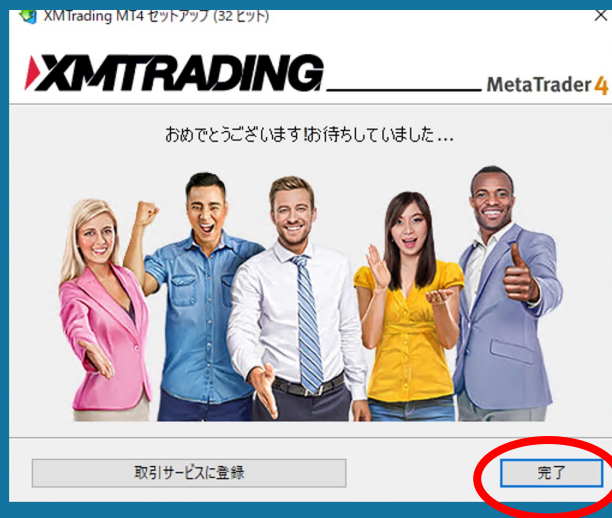 XMTrading MT4 セットアップ (32 ビット)
XMTRADING
MetaTrader 4
おめでとうございます!お待ちしていました...
取引サービスに登録
完了